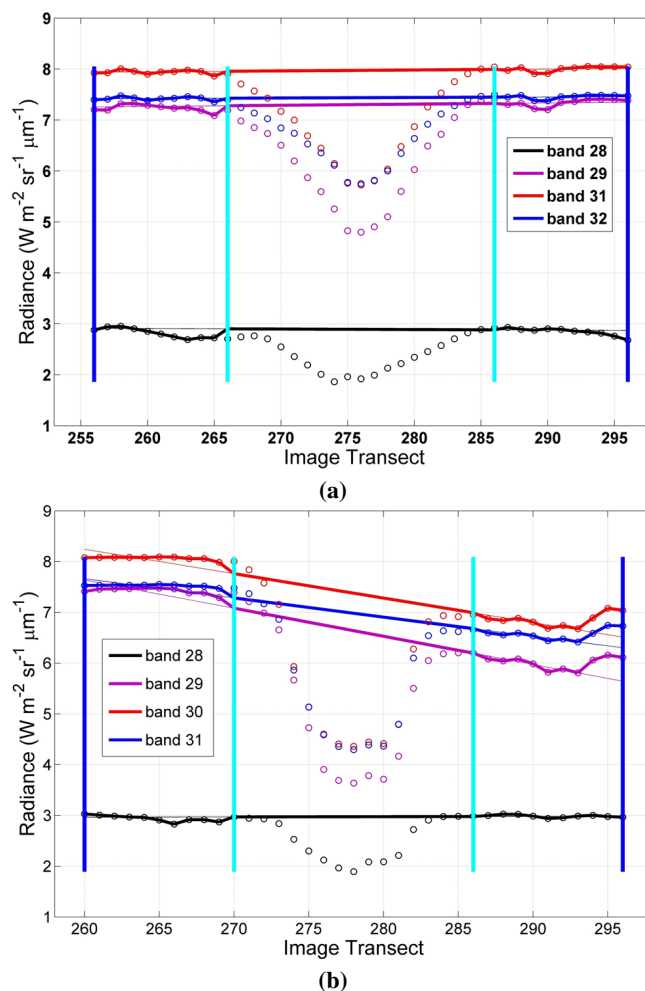 9
8
7
6
5
4
3
2
1
Radiance (W m⁻² sr⁻¹ µm⁻¹)
band 28
band 29
band 31
band 32
255 260 265 270 275 280 285 290 295
Image Transect
(a)
9
8
7
6
5
4
3
2
1
Radiance (W m⁻² sr⁻¹ µm⁻¹)
band 28
band 29
band 30
band 31
260 265 270 275 280 285 290 295
Image Transect
(b)